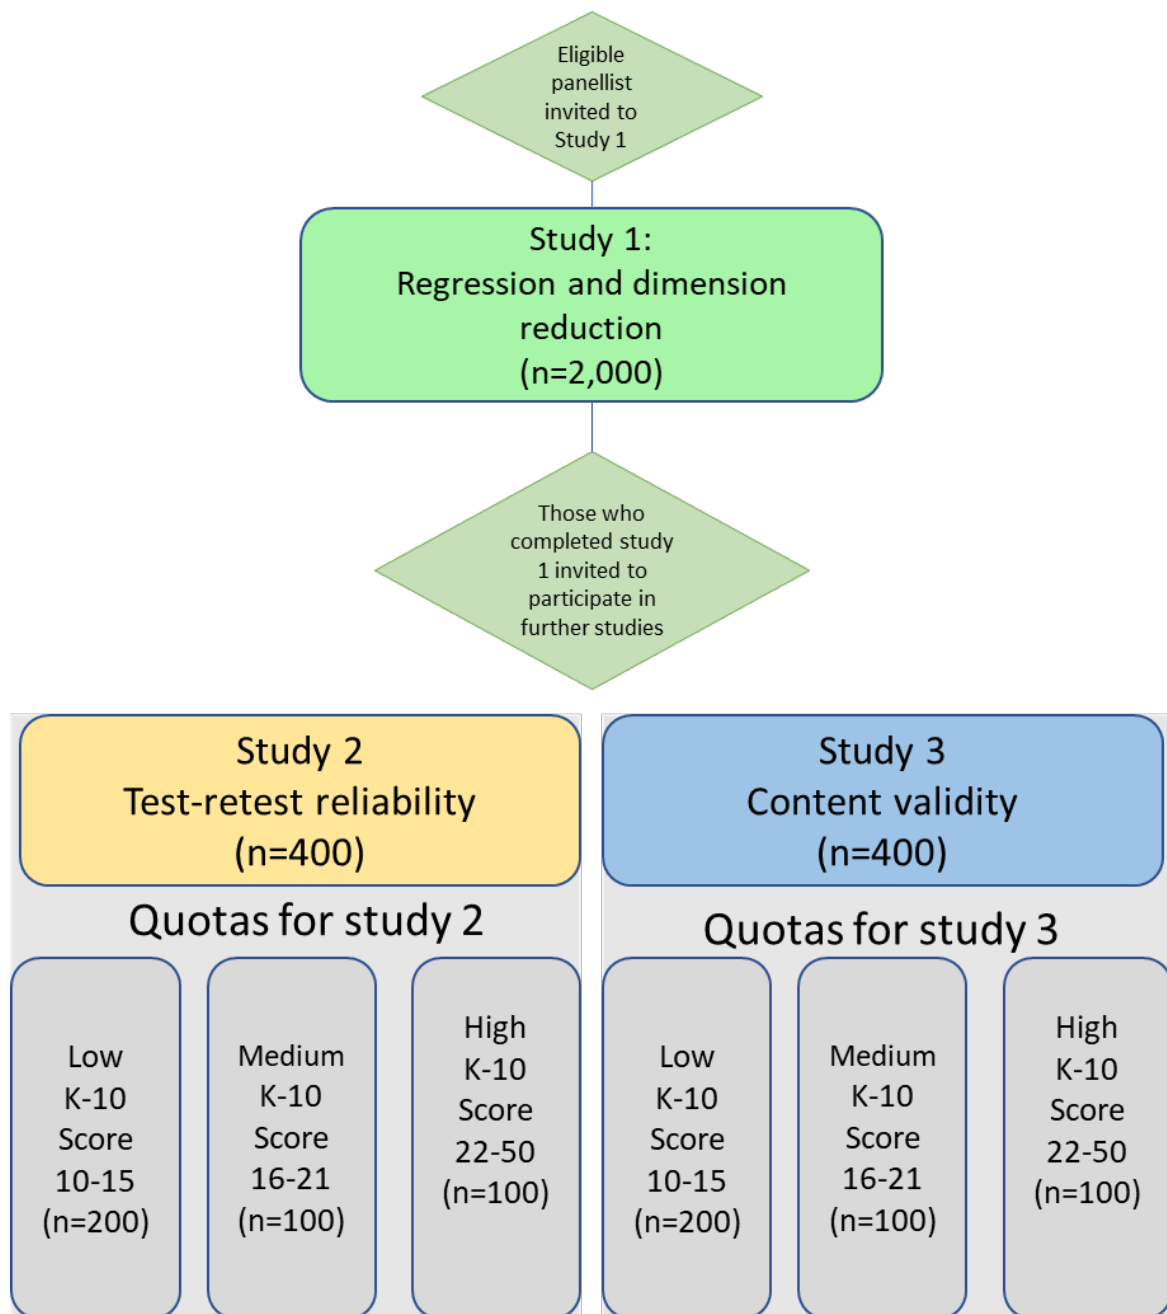 Eligible
panellist
invited to
Study 1
Study 1:
Regression and dimension
reduction
(n=2,000)
Those who
completed study
1 invited to
participate in
further studies
Study 2
Test-retest reliability
(n=400)
Quotas for study 2
Low
K-10
Score
10-15
(n=200)
Medium
K-10
Score
16-21
(n=100)
High
K-10
Score
22-50
(n=100)
Study 3
Content validity
(n=400)
Quotas for study 3
Low
K-10
Score
10-15
(n=200)
Medium
K-10
Score
16-21
(n=100)
High
K-10
Score
22-50
(n=100)